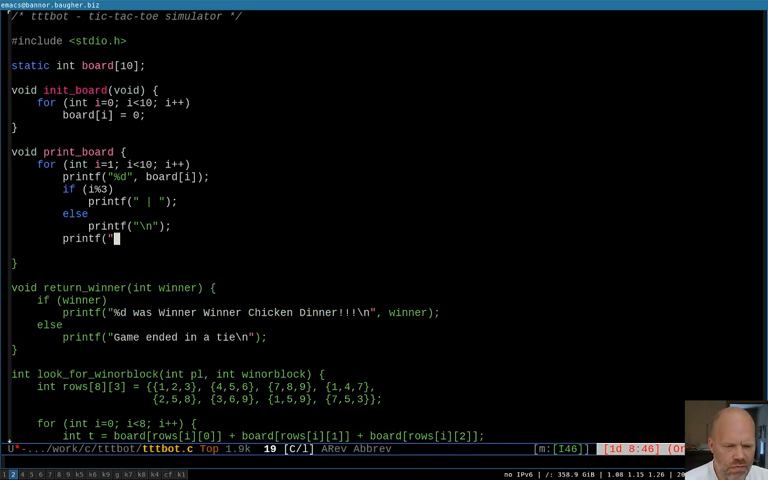 emacs@bannor.baugher.biz
/* tttbot - tic-tac-toe simulator */
#include <stdio.h>
static int board[10];
void init_board(void) {
for (int i=0; i<10; i++)
board[i] = 0;
}
void print_board {
for (int i=1; i<10; i++)
printf("%d", board[i]);
if (i%3)
printf(" | ");
else
printf("\n");
printf("
}
void return_winner(int winner) {
if (winner)
printf("%d was Winner Winner Chicken Dinner!!!\n", winner);
else
printf("Game ended in a tie\n");
}
int look_for_winorblock(int pl, int winorblock) {
int rows[8][3] = {{1,2,3}, {4,5,6}, {7,8,9}, {1,4,7},
{2,5,8}, {3,6,9}, {1,5,9}, {7,5,3}};
for (int i=0; i<8; i++) {
int t = board[rows[i][0]] + board[rows[i][1]] + board[rows[i][2]];
U*-.../work/c/tttbot/tttbot.c Top 1.9k 19 [C/l] ARev Abbrev [m:[I46] [1d 8:46] (Or
1 2 4 5 6 7 8 9 k5 k6 k9 g k7 k8 k4 cf k1 no IPv6 | /: 358.9 GiB | 1.08 1.15 1.26 | 20